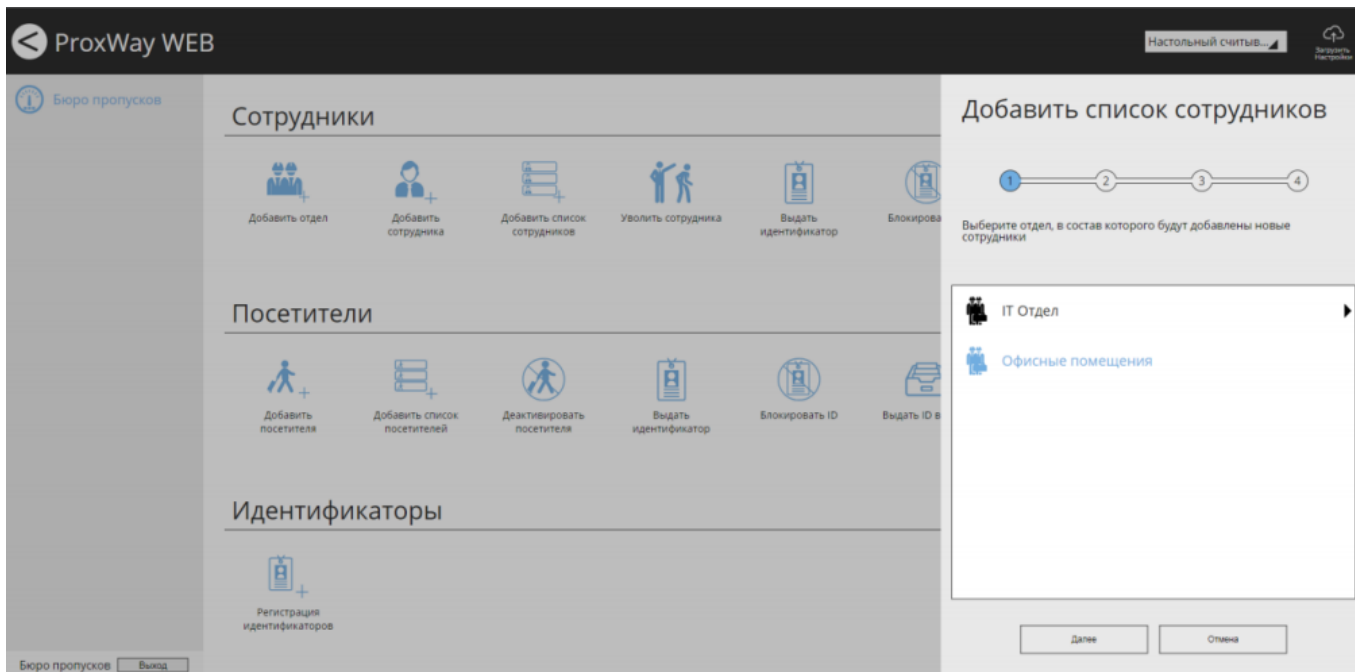 ProxWay WEB
Настольный считыв...
Загрузить
Настройки
Бюро пропусков
Сотрудники
Добавить отдел
Добавить
сотрудника
Добавить список
сотрудников
Уволить сотрудника
Выдать
идентификатор
Блокирова
Посетители
Добавить
посетителя
Добавить список
посетителей
Деактивировать
посетителя
Выдать
идентификатор
Блокировать ID
Выдать ID в
Идентификаторы
Регистрация
идентификаторов
Добавить список сотрудников
1 2 3 4
Выберите отдел, в состав которого будут добавлены новые
сотрудники
IT Отдел
Офисные помещения
Далее
Отмена
Бюро пропусков
Выход